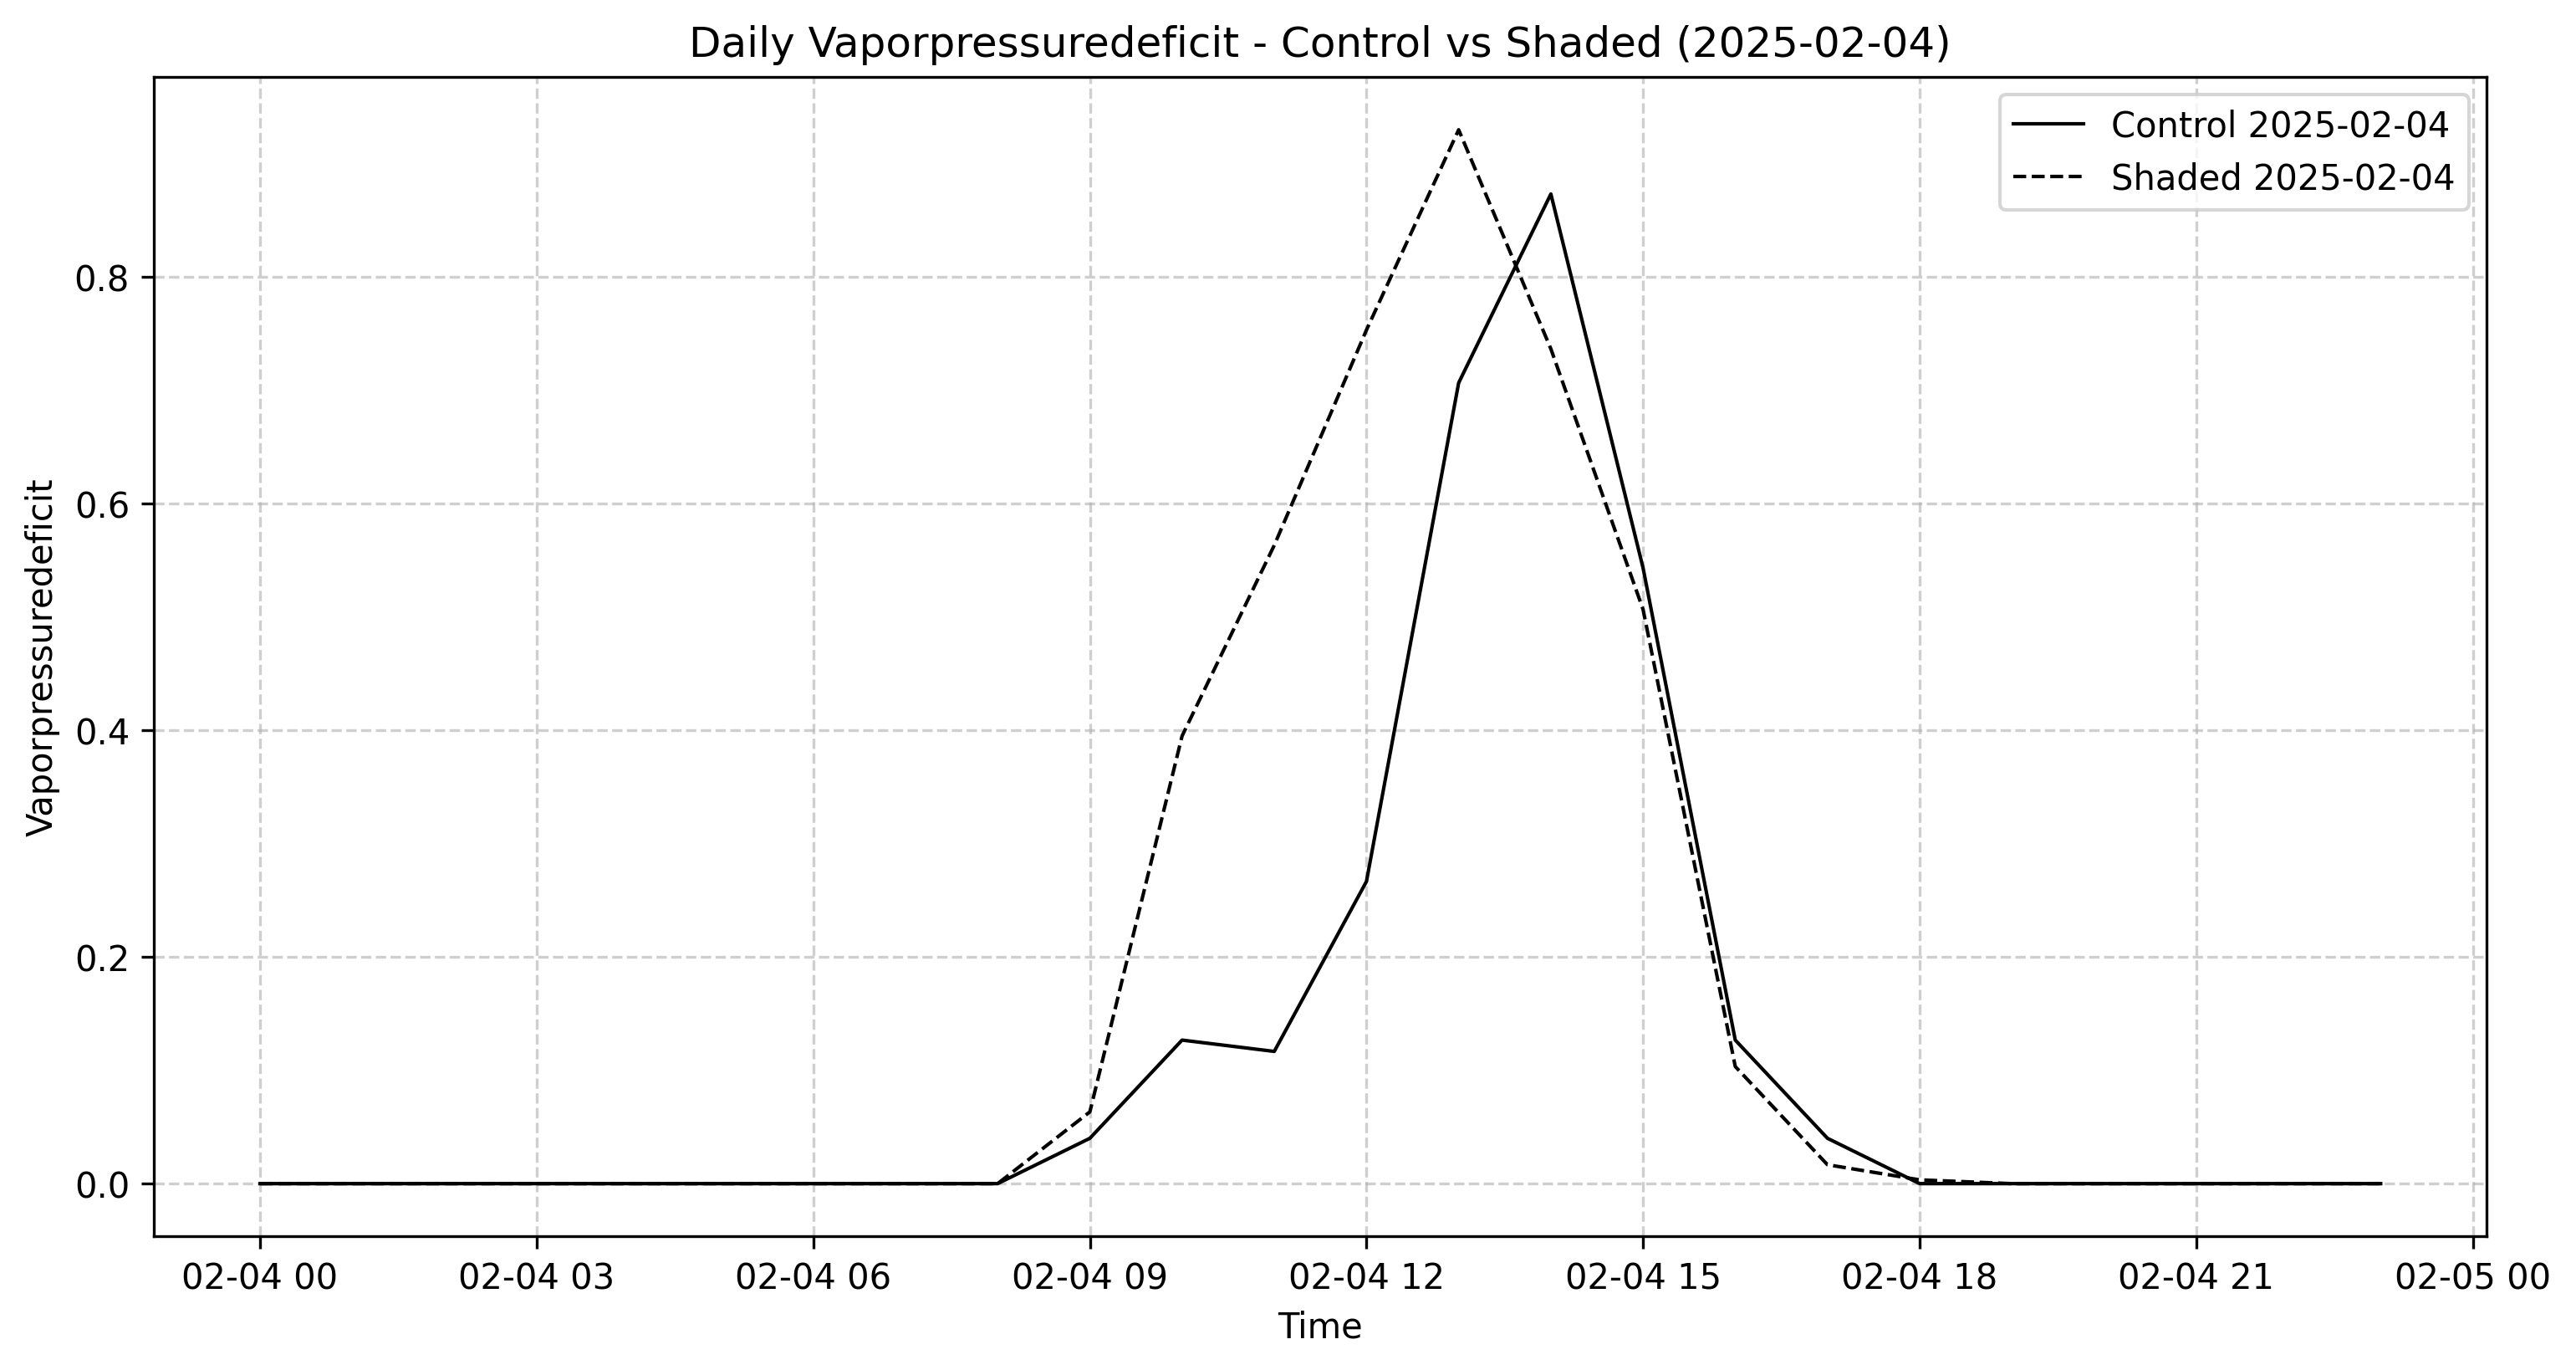 Daily Vaporpressuredeficit - Control vs Shaded (2025-02-04)
Control 2025-02-04
Shaded 2025-02-04
Vaporpressuredeficit
0.8
0.6
0.4
0.2
0.0
02-04 00 02-04 03 02-04 06 02-04 09 02-04 12 02-04 15 02-04 18 02-04 21 02-05 00
Time